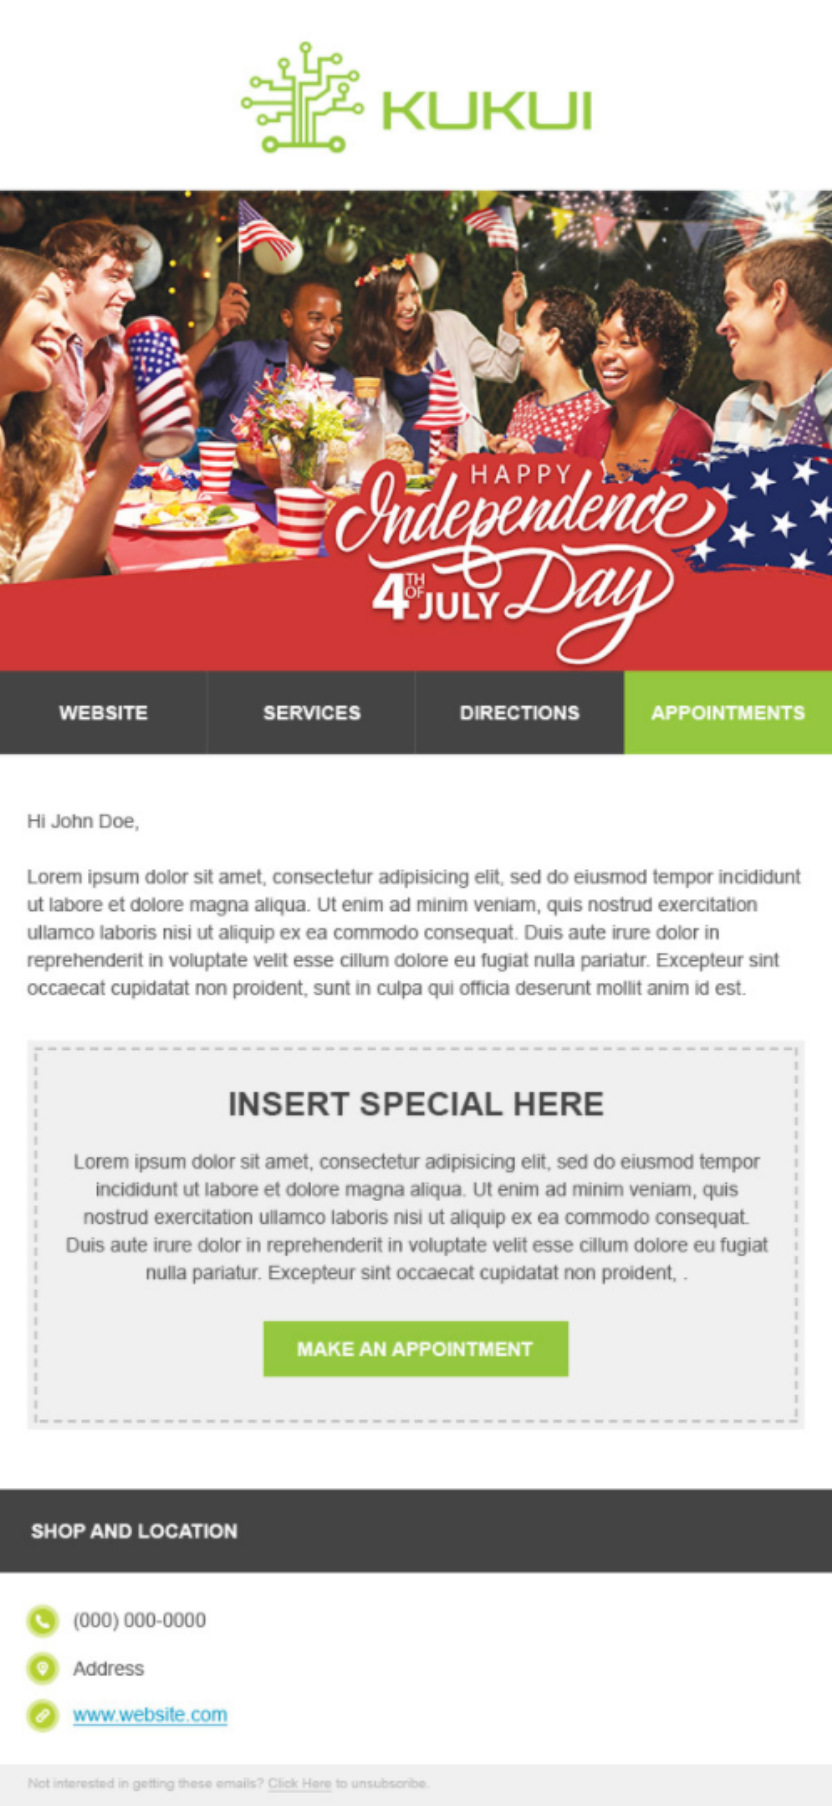 KUKUI
HAPPY
Independence
Day
4TH OF JULY
WEBSITE
SERVICES
DIRECTIONS
APPOINTMENTS
Hi John Doe,
Lorem ipsum dolor sit amet, consectetur adipisicing elit, sed do eiusmod tempor incididunt
ut labore et dolore magna aliqua. Ut enim ad minim veniam, quis nostrud exercitation
ullamco laboris nisi ut aliquip ex ea commodo consequat. Duis aute irure dolor in
reprehenderit in voluptate velit esse cillum dolore eu fugiat nulla pariatur. Excepteur sint
occaecat cupidatat non proident, sunt in culpa qui officia deserunt mollit anim id est.
INSERT SPECIAL HERE
Lorem ipsum dolor sit amet, consectetur adipisicing elit, sed do eiusmod tempor
incididunt ut labore et dolore magna aliqua. Ut enim ad minim veniam, quis
nostrud exercitation ullamco laboris nisi ut aliquip ex ea commodo consequat.
Duis aute irure dolor in reprehenderit in voluptate velit esse cillum dolore eu fugiat
nulla pariatur. Excepteur sint occaecat cupidatat non proident, .
MAKE AN APPOINTMENT
SHOP AND LOCATION
(000) 000-0000
Address
www.website.com
Not interested in getting these emails? Click Here to unsubscribe.